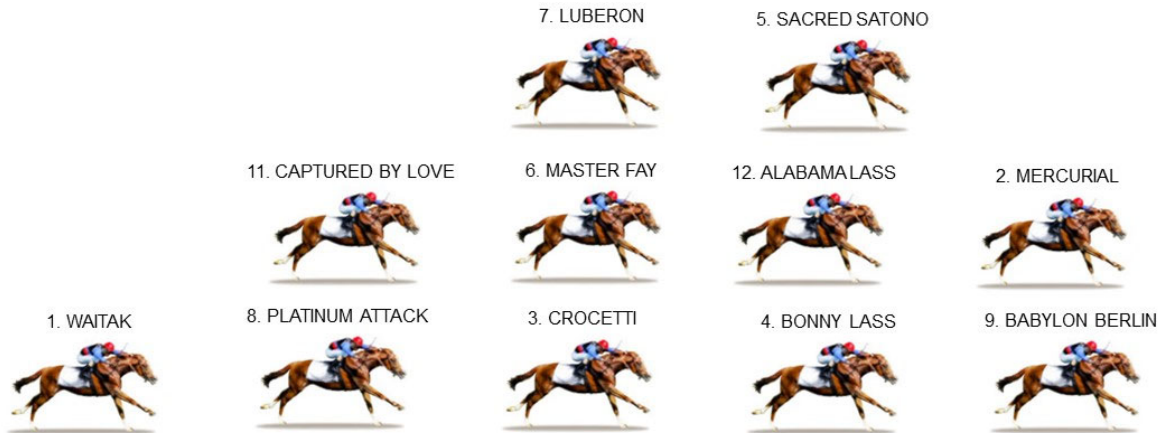 7. LUBERON
5. SACRED SATONO
11. CAPTURED BY LOVE
6. MASTER FAY
12. ALABAMA LASS
2. MERCURIAL
1. WAITAK
8. PLATINUM ATTACK
3. CROCETTI
4. BONNY LASS
9. BABYLON BERLIN